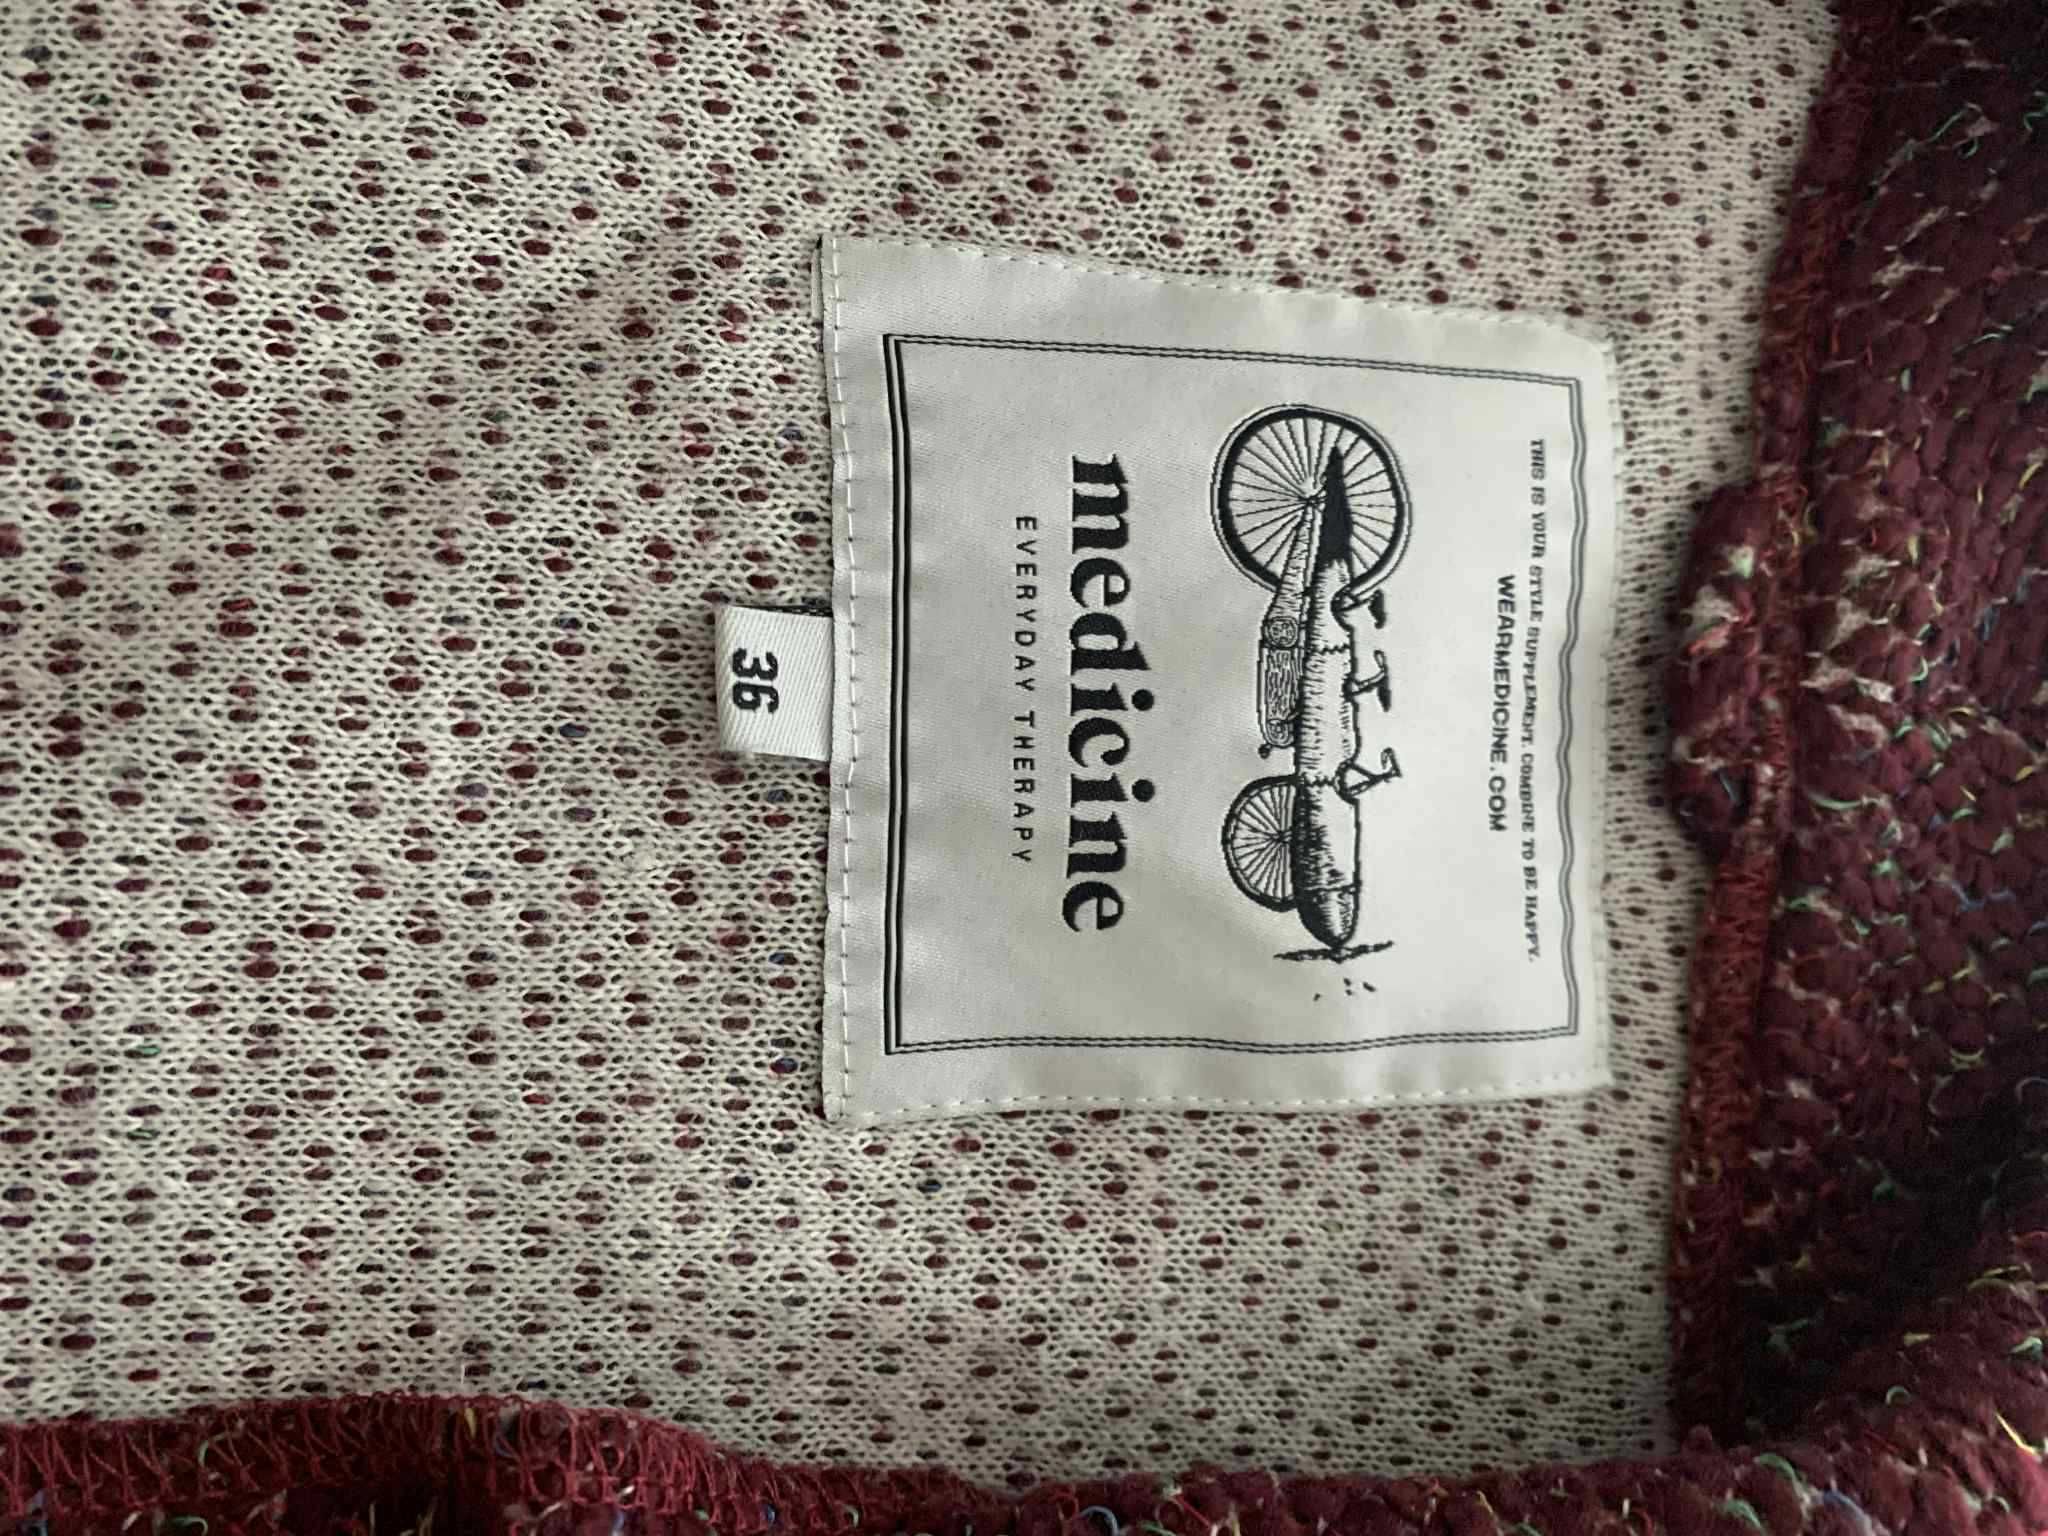 THIS IS YOUR STYLE SUPPLEMENT. COMBINE TO BE HAPPY.
WEARMEDICINE.COM
medicine
EVERYDAY THERAPY
36